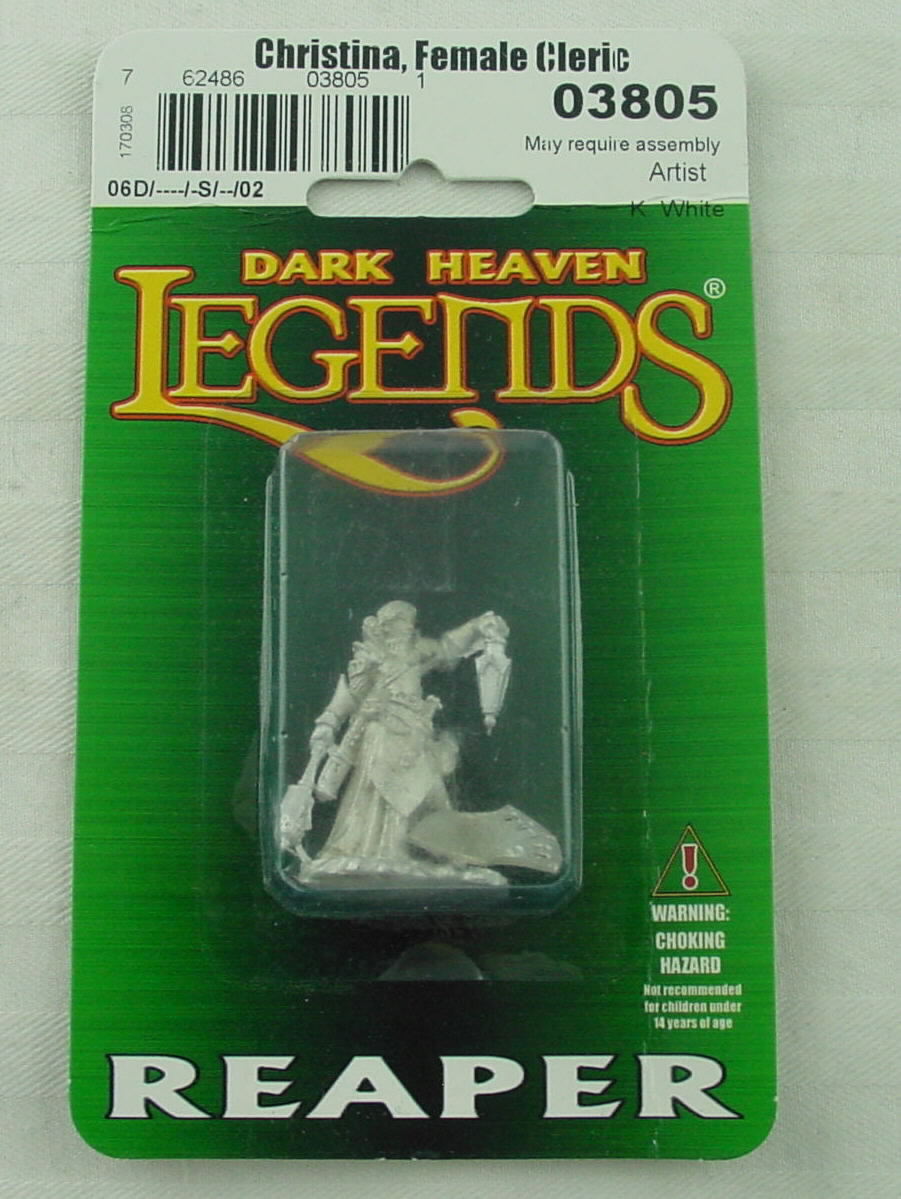 Christina, Female Cleric
7 62486 03805 1
03805
170308
May require assembly
Artist
06D/----/-S/--/02
K White
DARK HEAVEN
LEGENDS®
WARNING:
CHOKING
HAZARD
Not recommended
for children under
14 years of age
REAPER